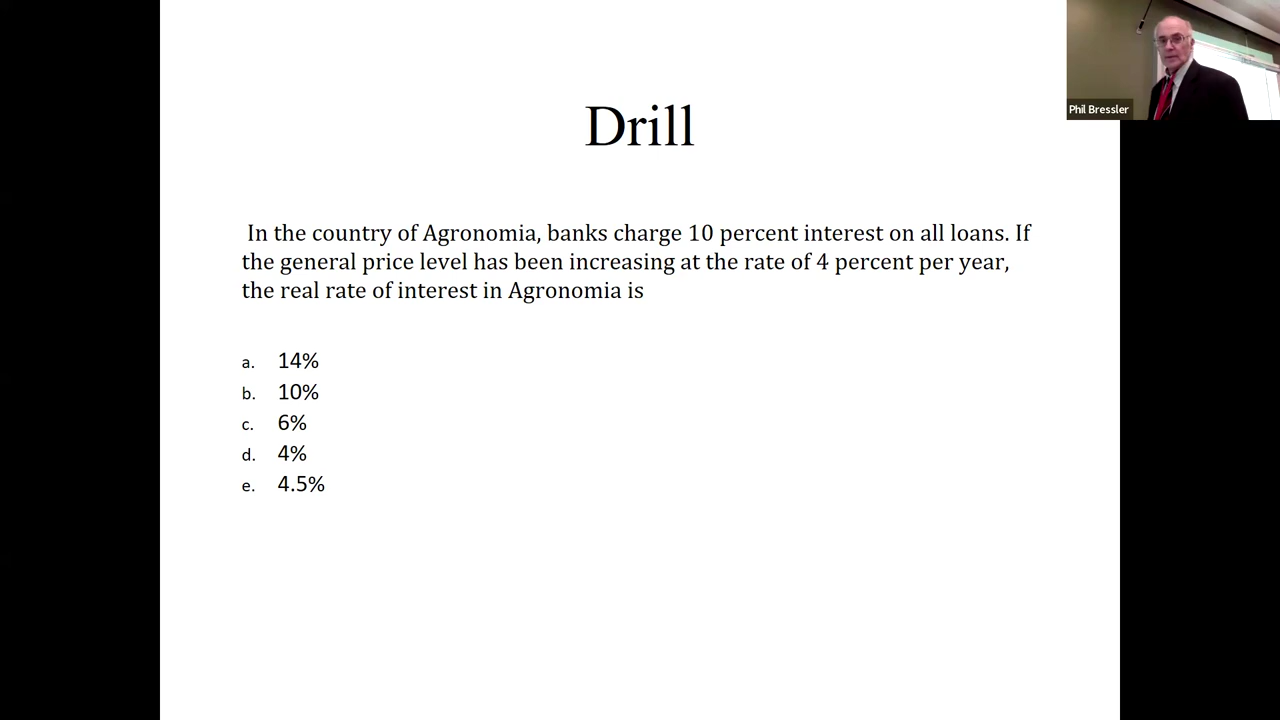 Phil Bressler
Drill
In the country of Agronomia, banks charge 10 percent interest on all loans. If
the general price level has been increasing at the rate of 4 percent per year,
the real rate of interest in Agronomia is
a. 14%
b. 10%
c. 6%
d. 4%
e. 4.5%